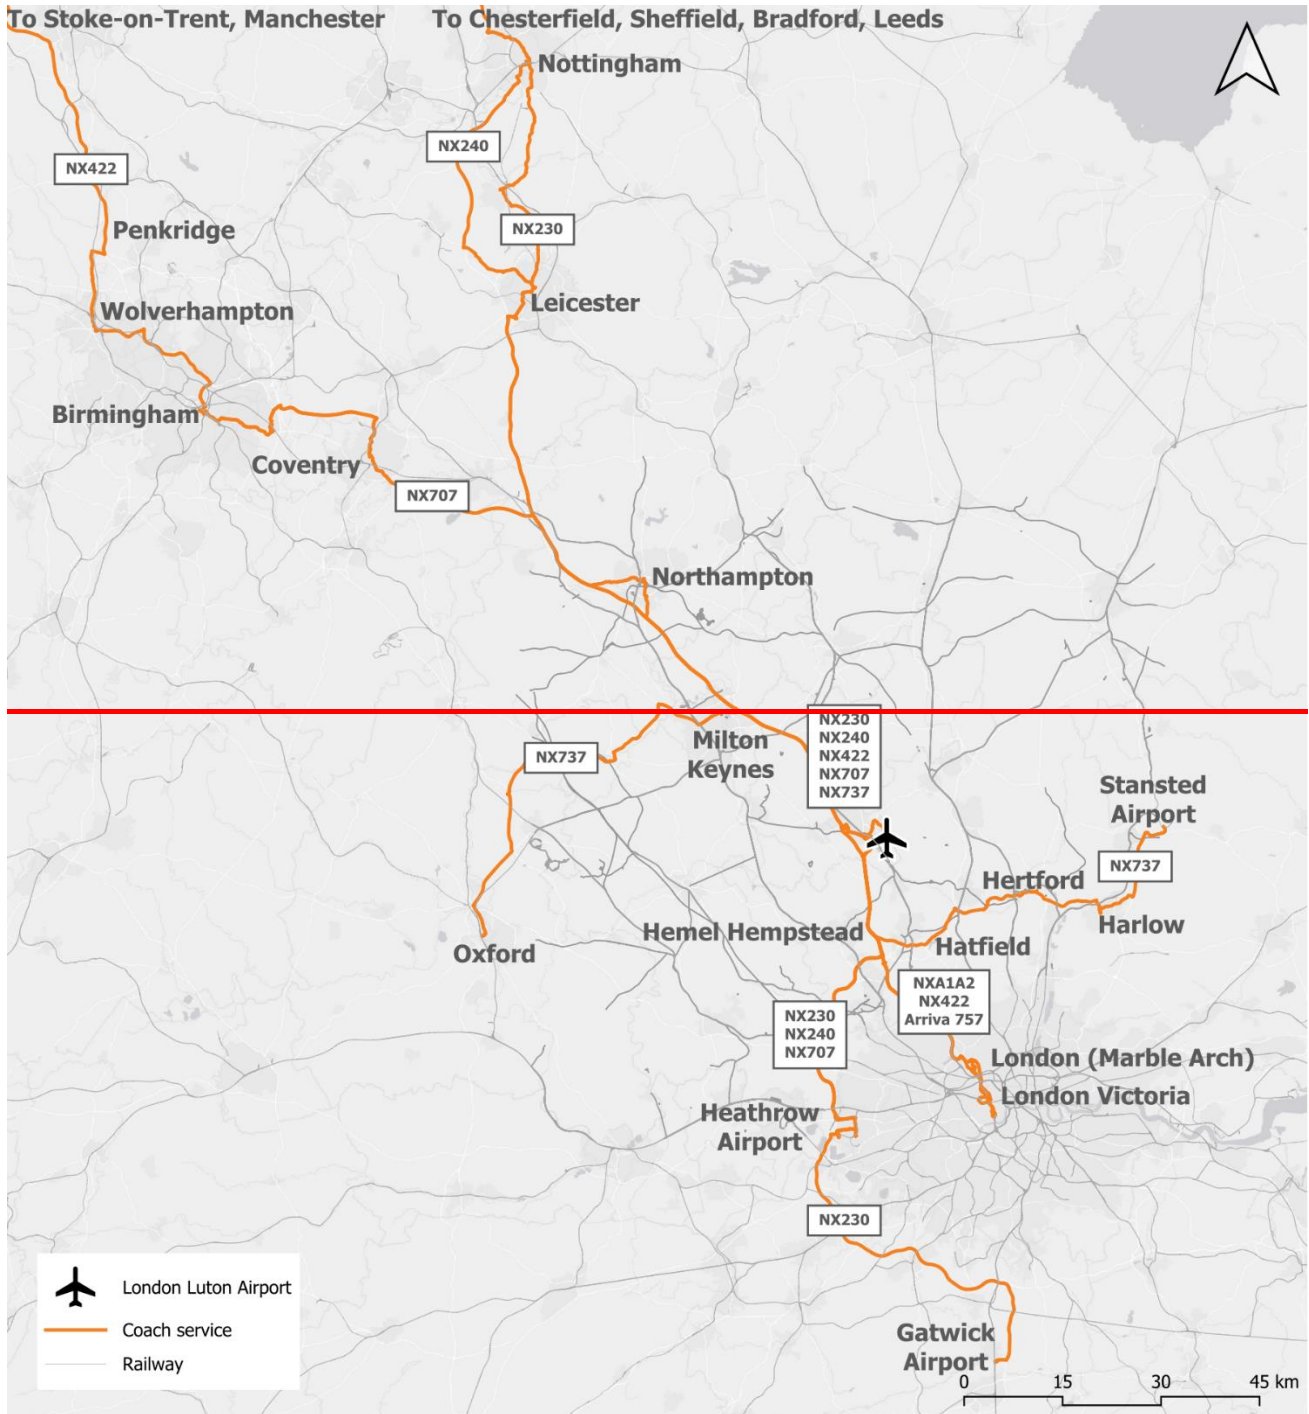 To Stoke-on-Trent, Manchester
To Chesterfield, Sheffield, Bradford, Leeds
Nottingham
NX240
NX422
Penkridge
NX230
Leicester
Wolverhampton
Birmingham
Coventry
NX707
Northampton
NX230
NX240
NX422
NX707
NX737
Milton
Keynes
NX737
Stansted
Airport
NX737
Hertford
Harlow
Hemel Hempstead
Hatfield
Oxford
NXA1A2
NX422
Arriva 757
NX230
NX240
NX707
London (Marble Arch)
London Victoria
Heathrow
Airport
NX230
London Luton Airport
Coach service
Railway
Gatwick
Airport
0 15 30 45 km